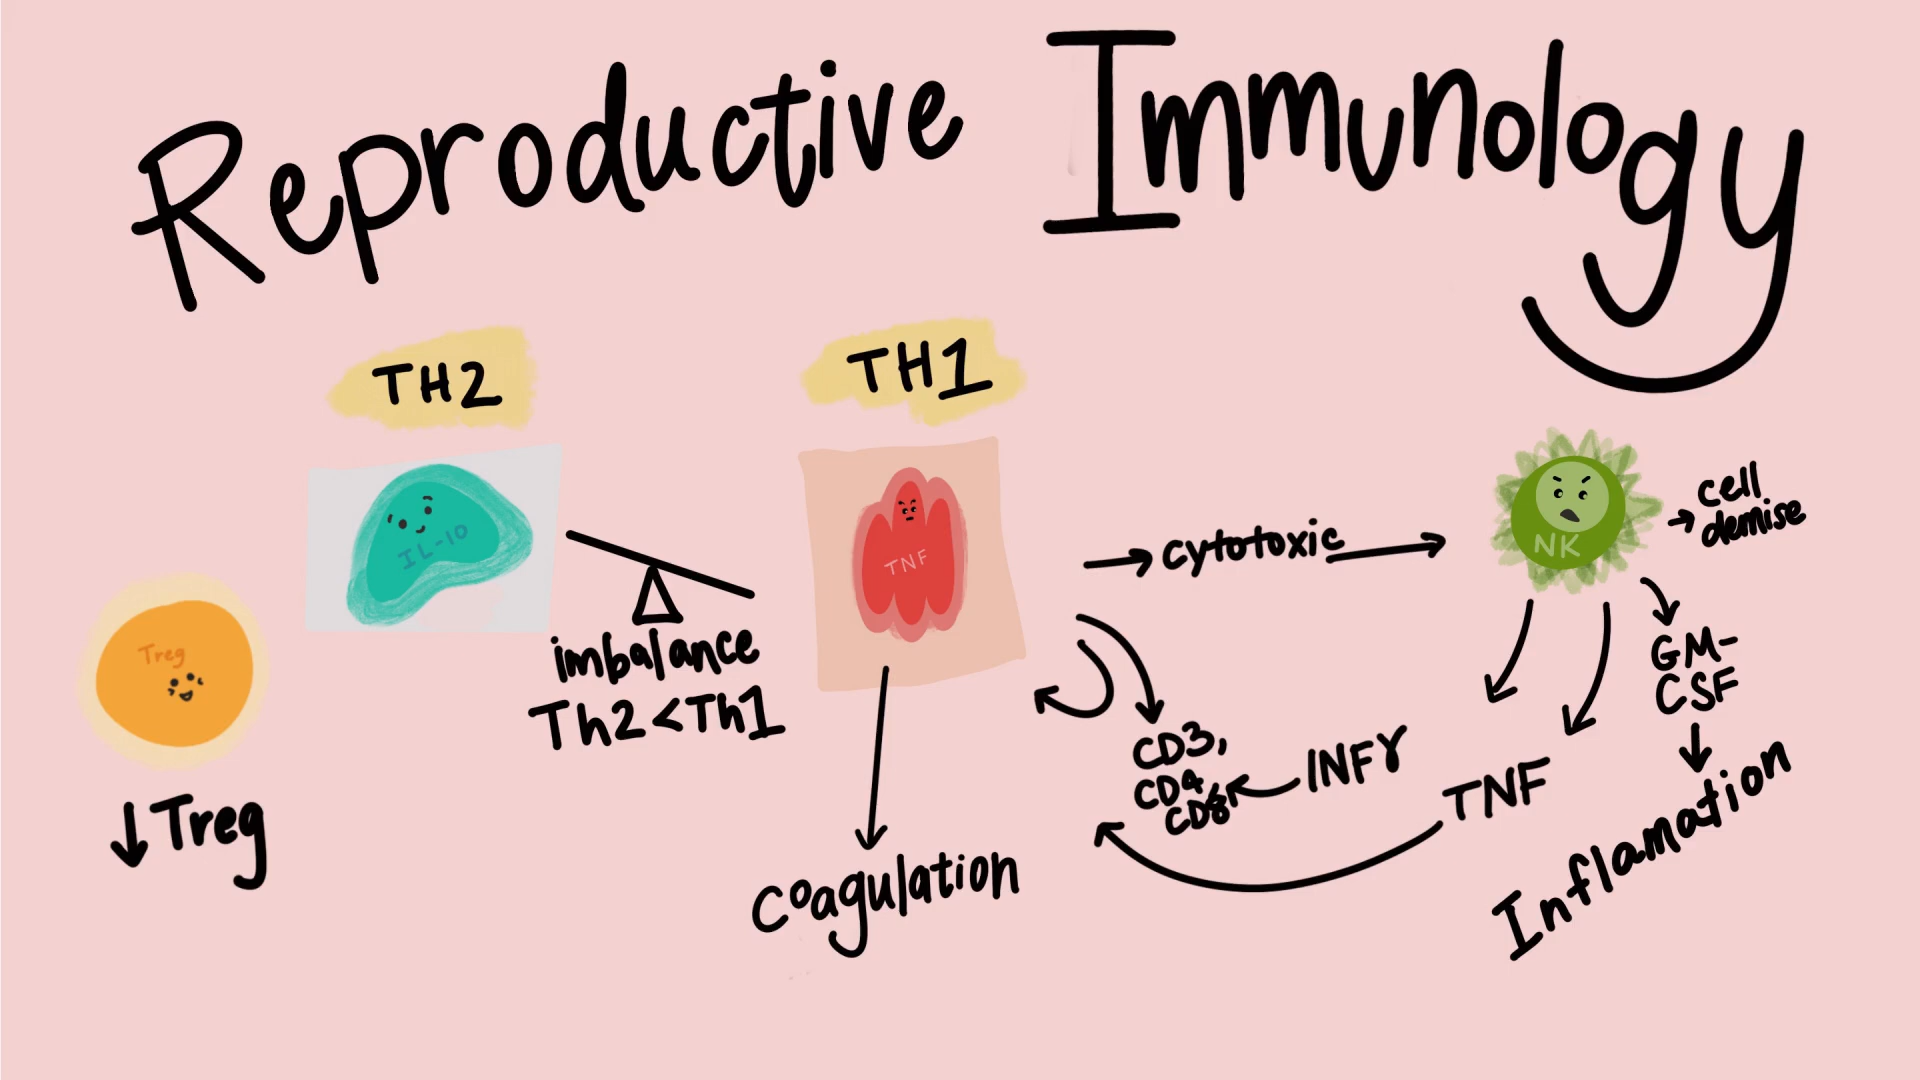 Reproductive Immunology
TH2
TH1
IL-10
TNF
NK
cell
demise
cytotoxic
Treg
imbalance
Th2<Th1
GM-
CSF
CD3,
CD4,
CD8
INFγ
TNF
↓Treg
Coagulation
Inflamation